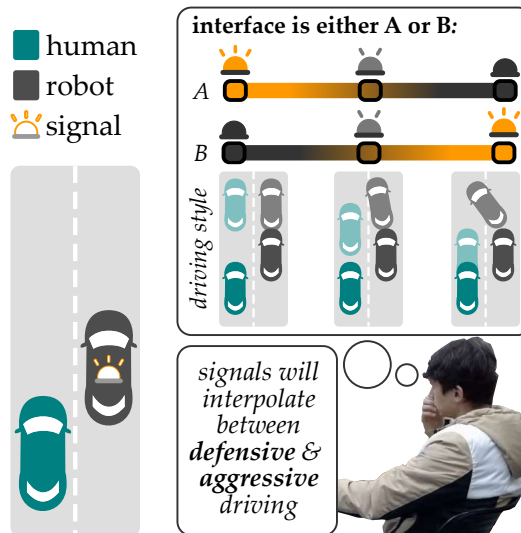 human
robot
signal
interface is either A or B:
A
B
driving style
signals will
interpolate
between
defensive &
aggressive
driving